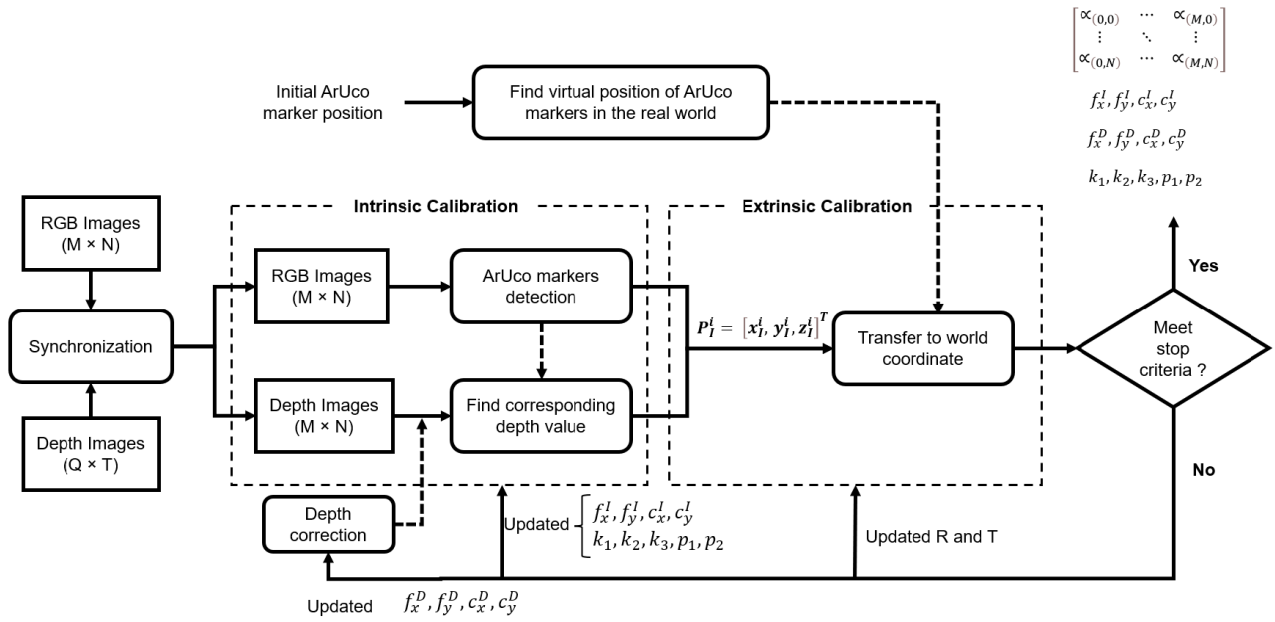 ∝(0,0) ⋯ ∝(M,0)
⋮ ⋱ ⋮
∝(0,N) ⋯ ∝(M,N)
f_x^I, f_y^I, c_x^I, c_y^I
f_x^D, f_y^D, c_x^D, c_y^D
k_1, k_2, k_3, p_1, p_2
Initial ArUco
marker position
Find virtual position of ArUco
markers in the real world
RGB Images
(M × N)
Synchronization
Depth Images
(Q × T)
Intrinsic Calibration
RGB Images
(M × N)
ArUco markers
detection
Depth Images
(M × N)
Find corresponding
depth value
Extrinsic Calibration
P_I^i = [x_I^i, y_I^i, z_I^i]^T
Transfer to world
coordinate
Meet
stop
criteria ?
Yes
No
Depth
correction
Updated
f_x^I, f_y^I, c_x^I, c_y^I
k_1, k_2, k_3, p_1, p_2
Updated R and T
Updated f_x^D, f_y^D, c_x^D, c_y^D